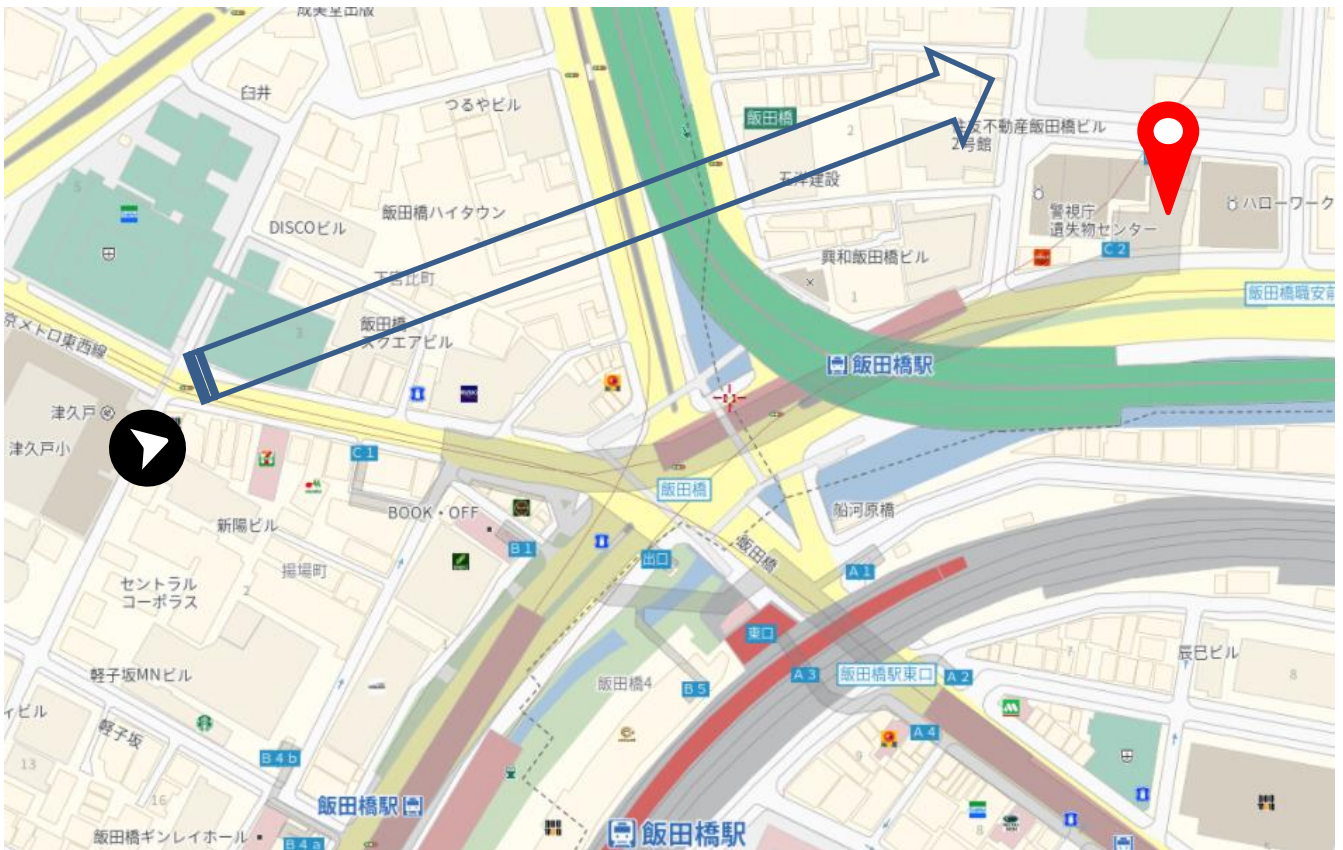 成美堂出版
臼井
つるやビル
飯田橋
2
住友不動産飯田橋ビル
2号館
5
飯田橋ハイタウン
五洋建設
警視庁
遺失物センター
ハローワーク
DISCOビル
C 2
興和飯田橋ビル
下宮比町
1
飯田橋職安前
3
飯田橋
スクエアビル
京メトロ東西線
飯田橋駅
津久戸
津久戸小
C 1
飯田橋
BOOK・OFF
船河原橋
新陽ビル
B 1
飯田橋
出口
A 1
揚場町
セントラル
コーポラス
2
東口
1
7
辰巳ビル
軽子坂MNビル
飯田橋4
B 5
A 3
飯田橋駅東口
A 2
8
ィビル
軽子坂
A 4
B 4 b
9
13
16
飯田橋駅
飯田橋ギンレイホール
B 4 a
飯田橋駅
8
5